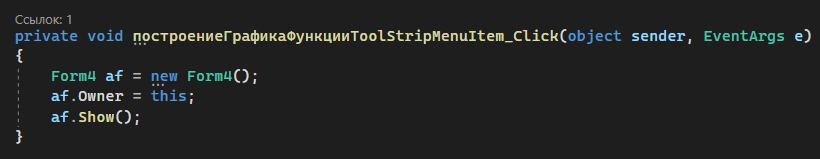 Ссылок: 1
private void построениеГрафикаФункцииToolStripMenuItem_Click(object sender, EventArgs e)
{
Form4 af = new Form4();
af.Owner = this;
af.Show();
}